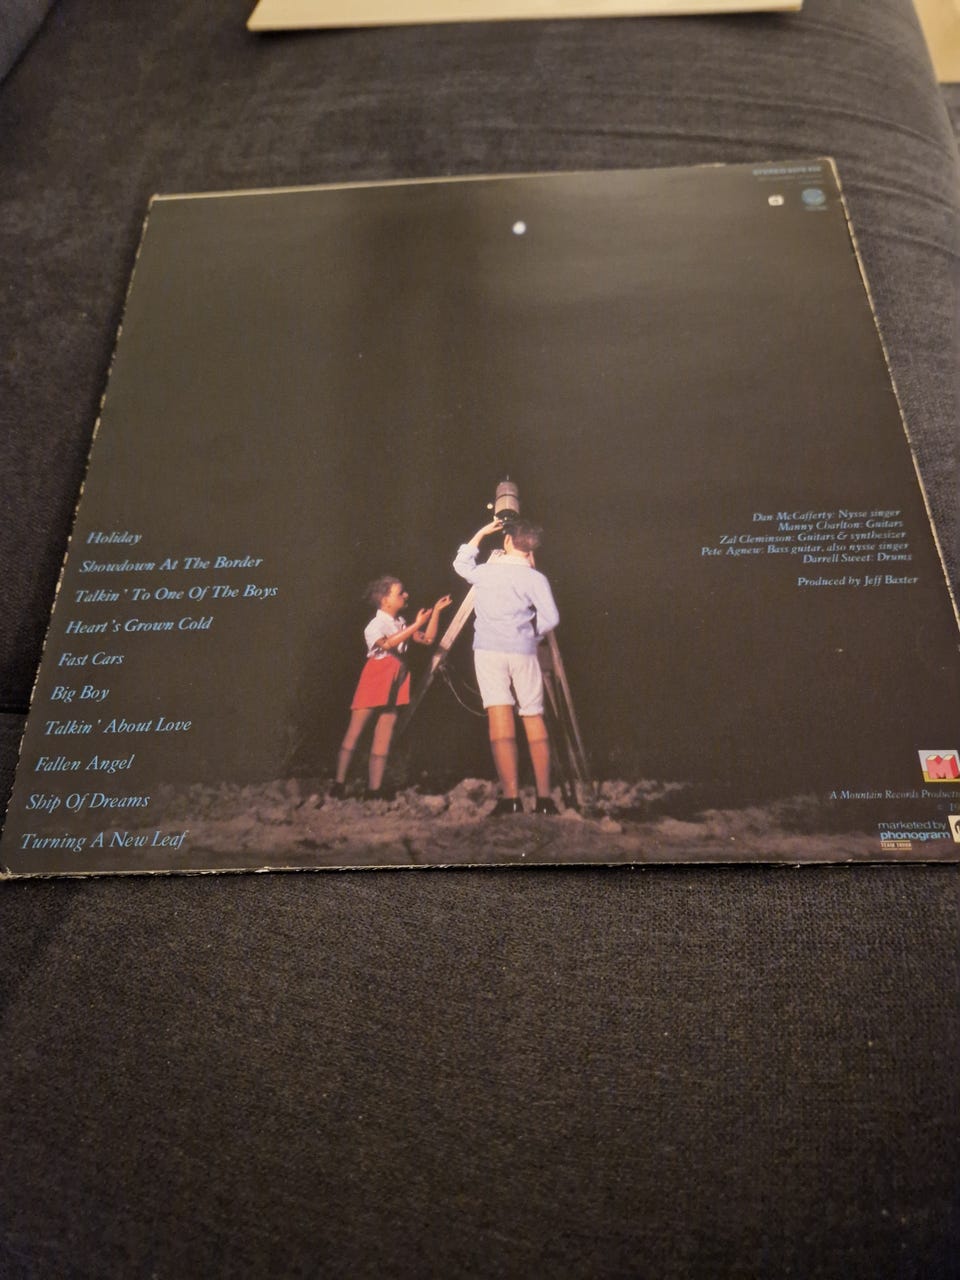 Holiday
Showdown At The Border
Talkin' To One Of The Boys
Heart's Grown Cold
Fast Cars
Big Boy
Talkin' About Love
Fallen Angel
Ship Of Dreams
Turning A New Leaf
Dan McCafferty: Nysse singer
Manny Charlton: Guitars
Zal Cleminson: Guitars & synthesizer
Pete Agnew: Bass guitar, also nysse singer
Darrell Sweet: Drums
Produced by Jeff Baxter
M
A Mountain Records
marketed by
phonogram